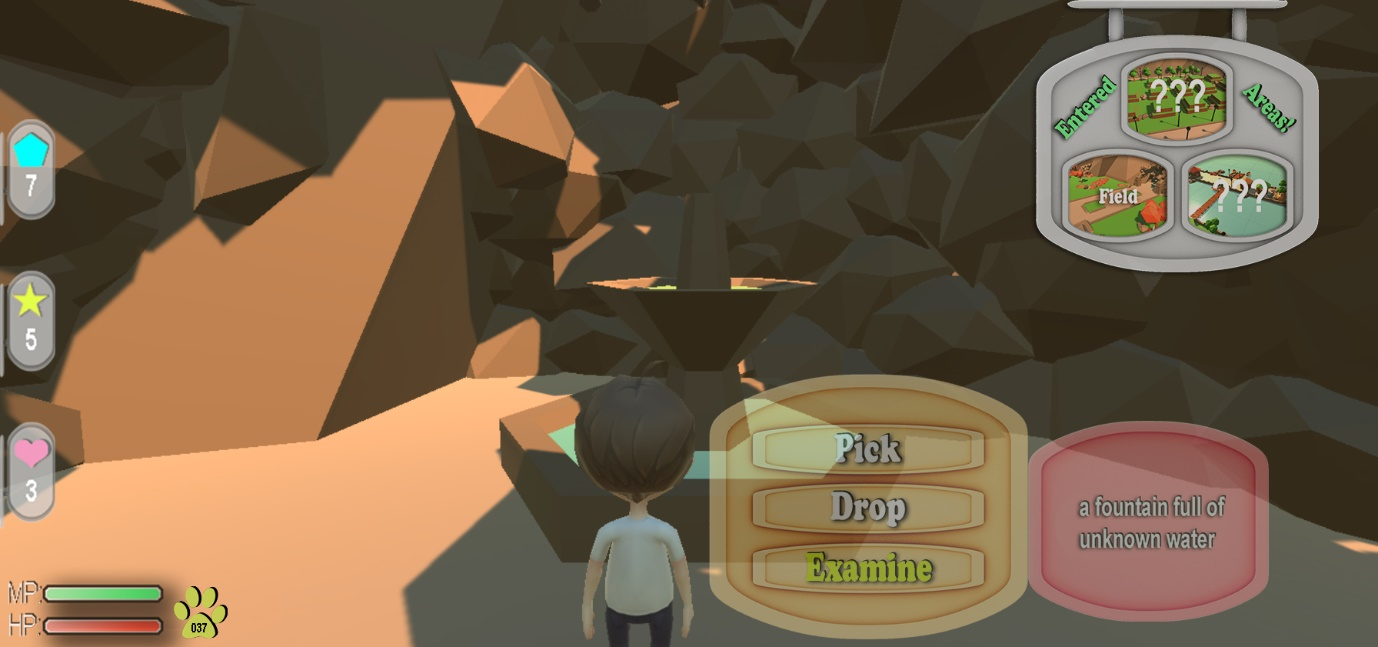 Entered
Areas!
???
Field
???
7
5
3
Pick
Drop
Examine
a fountain full of
unknown water
MP:
HP:
037